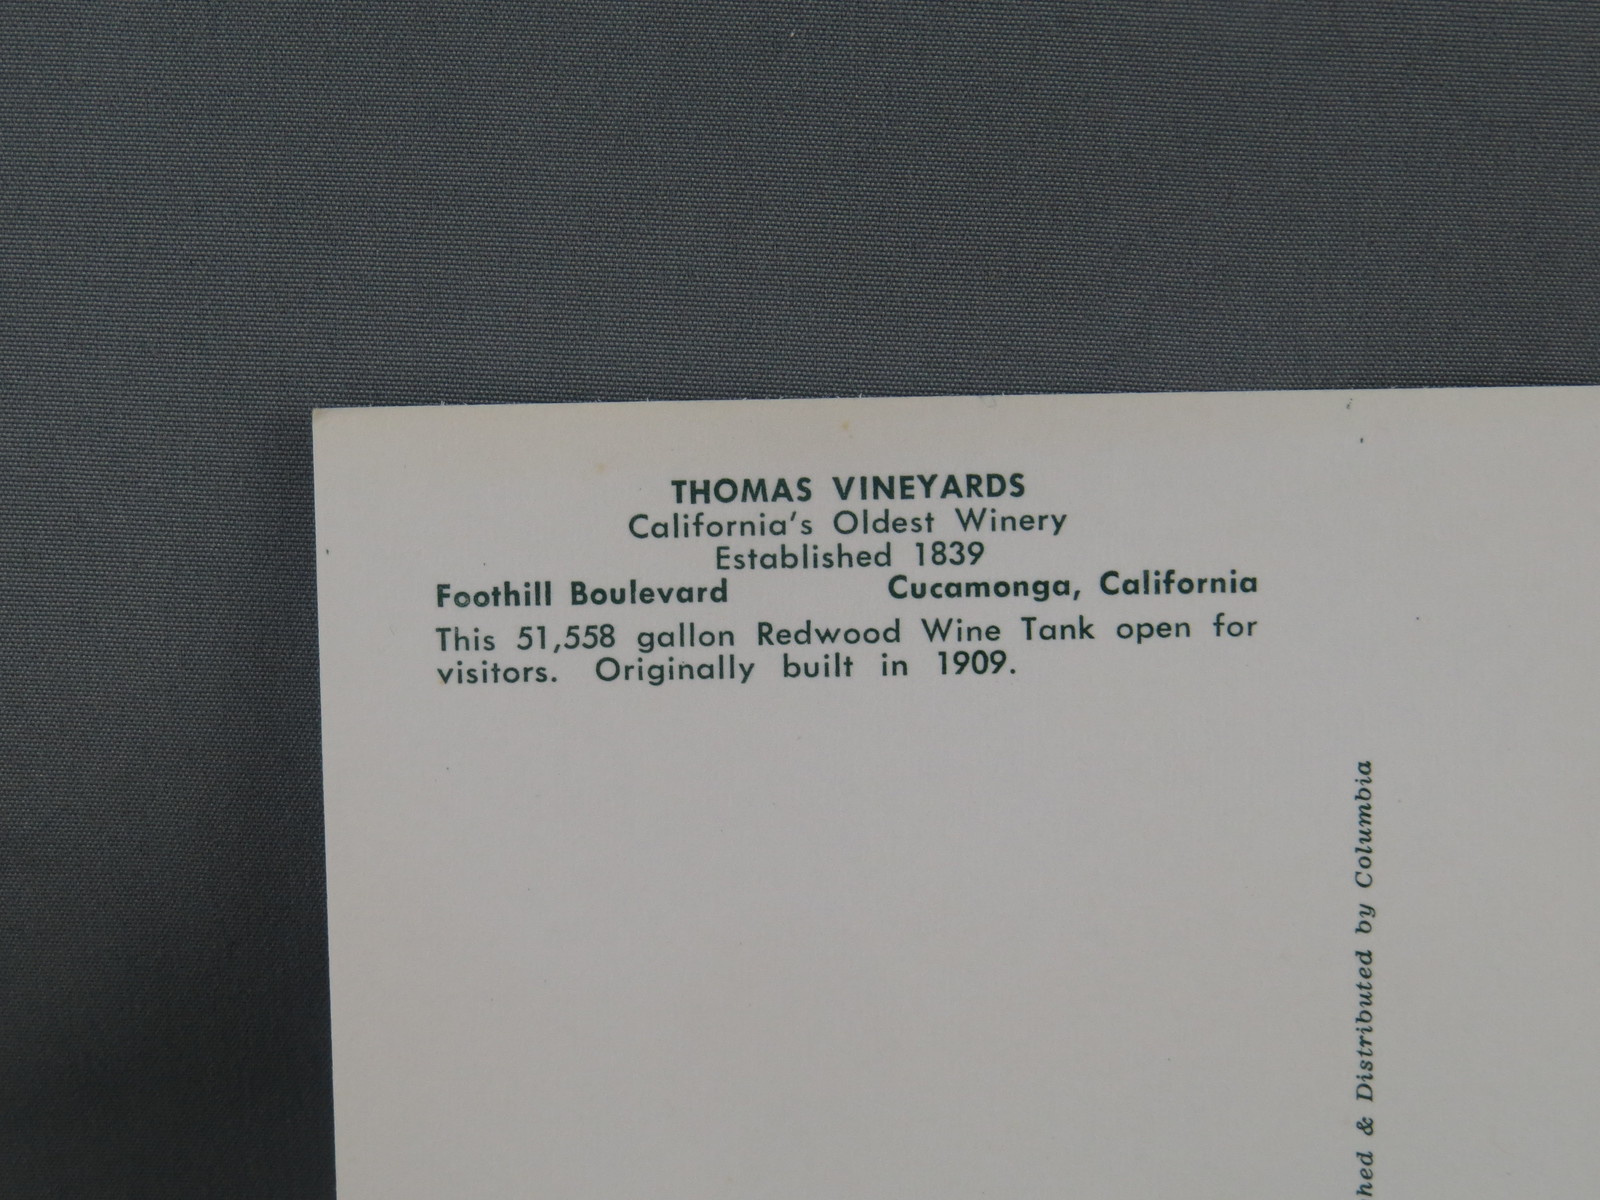 THOMAS VINEYARDS
California's Oldest Winery
Established 1839
Foothill Boulevard Cucamonga, California
This 51,558 gallon Redwood Wine Tank open for
visitors. Originally built in 1909.
hed & Distributed by Columbia